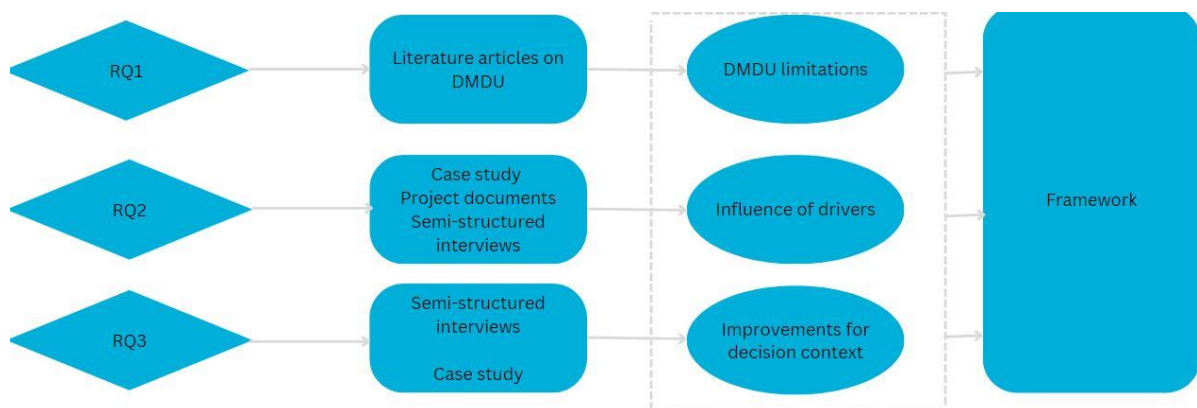 RQ1
Literature articles on
DMDU
DMDU limitations
RQ2
Case study
Project documents
Semi-structured
interviews
Influence of drivers
Framework
RQ3
Semi-structured
interviews
Case study
Improvements for
decision context